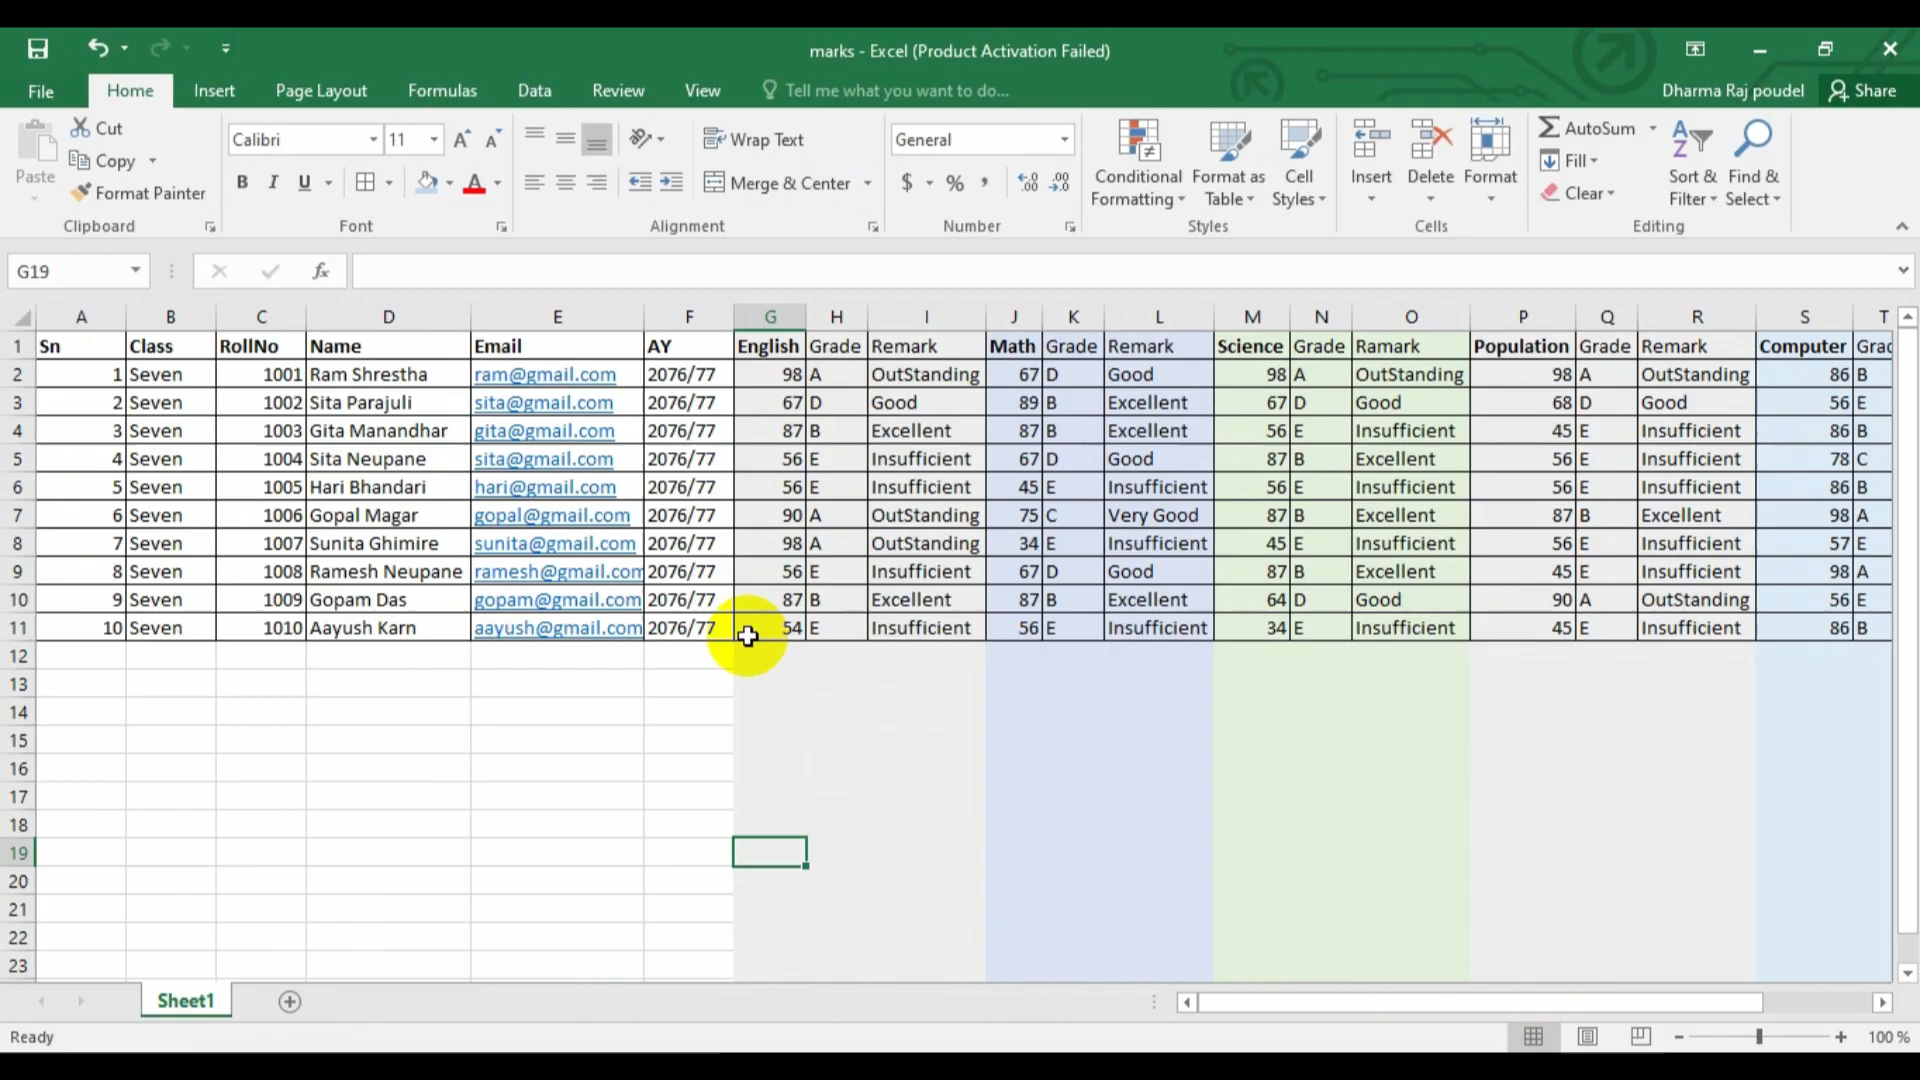 marks - Excel (Product Activation Failed)
File Home Insert Page Layout Formulas Data Review View Tell me what you want to do... Dharma Raj poudel Share
Paste Cut Copy Format Painter Clipboard
Calibri 11 B I U A Font
Wrap Text Merge & Center Alignment
General $ % , Number
Conditional Formatting Format as Table Cell Styles Styles
Insert Delete Format Cells
AutoSum Fill Clear Sort & Filter Find & Select Editing
G19 fx
A B C D E F G H I J K L M N O P Q R S T
1 Sn Class RollNo Name Email AY English Grade Remark Math Grade Remark Science Grade Ramark Population Grade Remark Computer Grad
2 1 Seven 1001 Ram Shrestha ram@gmail.com 2076/77 98 A OutStanding 67 D Good 98 A OutStanding 98 A OutStanding 86 B
3 2 Seven 1002 Sita Parajuli sita@gmail.com 2076/77 67 D Good 89 B Excellent 67 D Good 68 D Good 56 E
4 3 Seven 1003 Gita Manandhar gita@gmail.com 2076/77 87 B Excellent 87 B Excellent 56 E Insufficient 45 E Insufficient 86 B
5 4 Seven 1004 Sita Neupane sita@gmail.com 2076/77 56 E Insufficient 67 D Good 87 B Excellent 56 E Insufficient 78 C
6 5 Seven 1005 Hari Bhandari hari@gmail.com 2076/77 56 E Insufficient 45 E Insufficient 56 E Insufficient 56 E Insufficient 86 B
7 6 Seven 1006 Gopal Magar gopal@gmail.com 2076/77 90 A OutStanding 75 C Very Good 87 B Excellent 87 B Excellent 98 A
8 7 Seven 1007 Sunita Ghimire sunita@gmail.com 2076/77 98 A OutStanding 34 E Insufficient 45 E Insufficient 56 E Insufficient 57 E
9 8 Seven 1008 Ramesh Neupane ramesh@gmail.com 2076/77 56 E Insufficient 67 D Good 87 B Excellent 45 E Insufficient 98 A
10 9 Seven 1009 Gopam Das gopam@gmail.com 2076/77 87 B Excellent 87 B Excellent 64 D Good 90 A OutStanding 56 E
11 10 Seven 1010 Aayush Karn aayush@gmail.com 2076/77 54 E Insufficient 56 E Insufficient 34 E Insufficient 45 E Insufficient 86 B
12
13
14
15
16
17
18
19
20
21
22
23
Sheet1
Ready 100 %